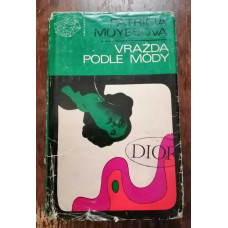 PATRICIA
MOYESOVÁ
VRAŽDA
PODLE MÓDY
DIOR